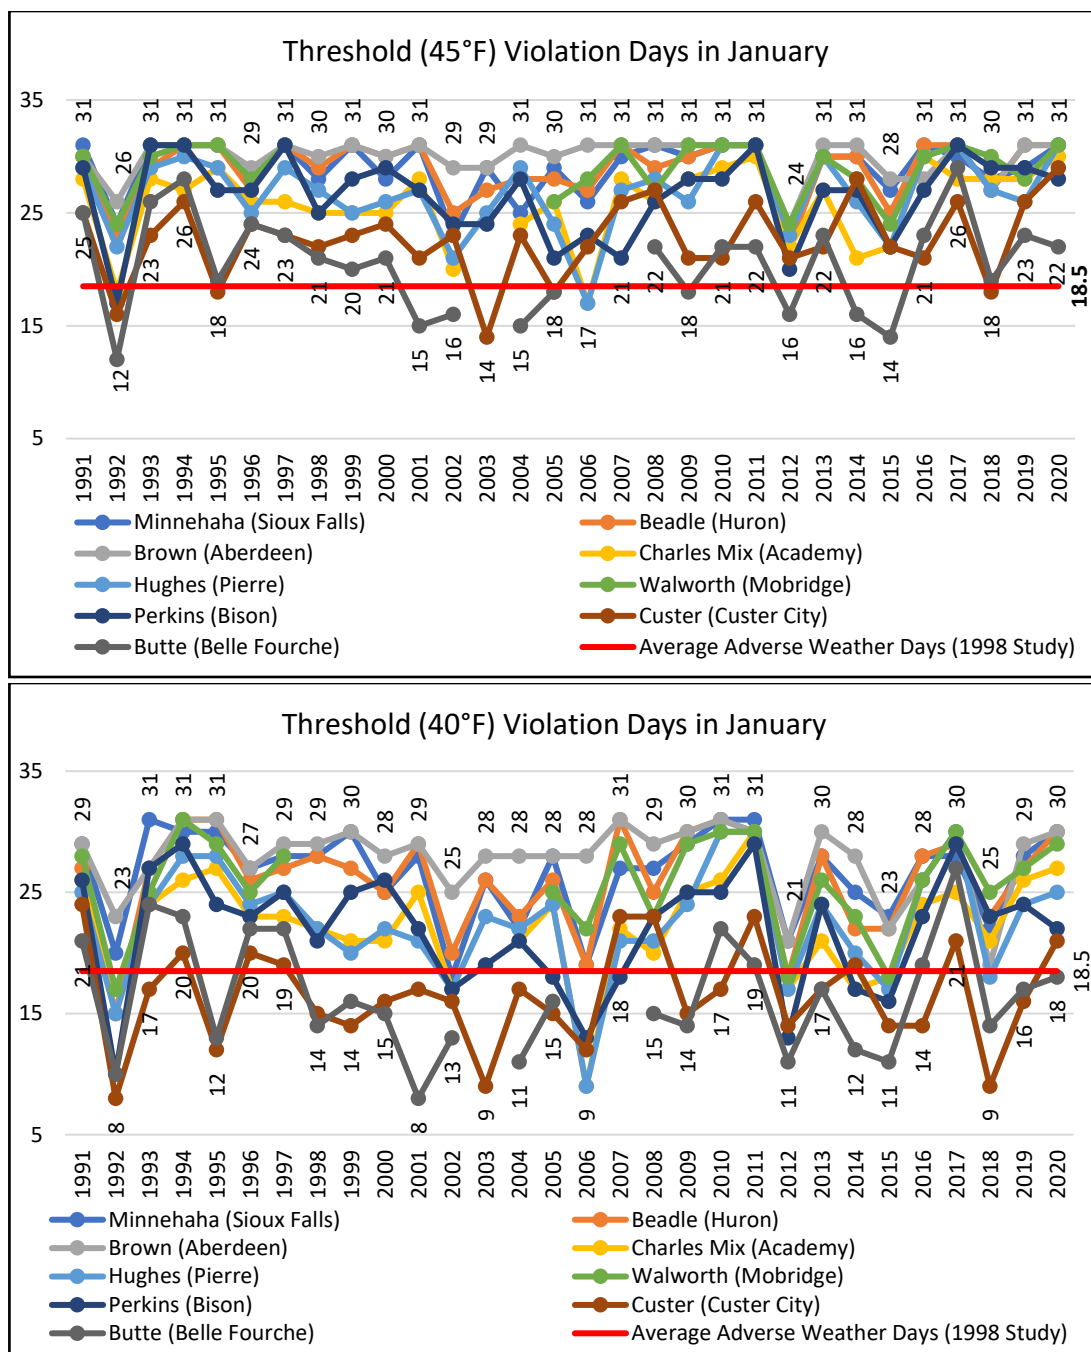 Threshold (45°F) Violation Days in January
35
25
15
5
31 26 31 31 31 29 31 30 31 30 31 29 29 31 30 31 31 31 31 31 31 24 31 31 28 31 31 30 31 31
25 12 23 26 18 24 23 21 20 21 15 16 14 15 18 17 21 22 18 21 22 16 22 16 14 21 26 18 23 22
18.5
1991 1992 1993 1994 1995 1996 1997 1998 1999 2000 2001 2002 2003 2004 2005 2006 2007 2008 2009 2010 2011 2012 2013 2014 2015 2016 2017 2018 2019 2020
Minnehaha (Sioux Falls) Beadle (Huron)
Brown (Aberdeen) Charles Mix (Academy)
Hughes (Pierre) Walworth (Mobridge)
Perkins (Bison) Custer (Custer City)
Butte (Belle Fourche) Average Adverse Weather Days (1998 Study)
Threshold (40°F) Violation Days in January
35
25
15
5
29 23 31 31 31 27 29 29 30 28 29 25 28 28 28 28 31 29 30 31 31 21 30 28 23 28 30 25 29 30
21 8 17 20 12 20 19 14 14 15 8 13 9 11 15 9 18 15 14 17 19 11 17 12 11 14 21 9 16 18
18.5
1991 1992 1993 1994 1995 1996 1997 1998 1999 2000 2001 2002 2003 2004 2005 2006 2007 2008 2009 2010 2011 2012 2013 2014 2015 2016 2017 2018 2019 2020
Minnehaha (Sioux Falls) Beadle (Huron)
Brown (Aberdeen) Charles Mix (Academy)
Hughes (Pierre) Walworth (Mobridge)
Perkins (Bison) Custer (Custer City)
Butte (Belle Fourche) Average Adverse Weather Days (1998 Study)